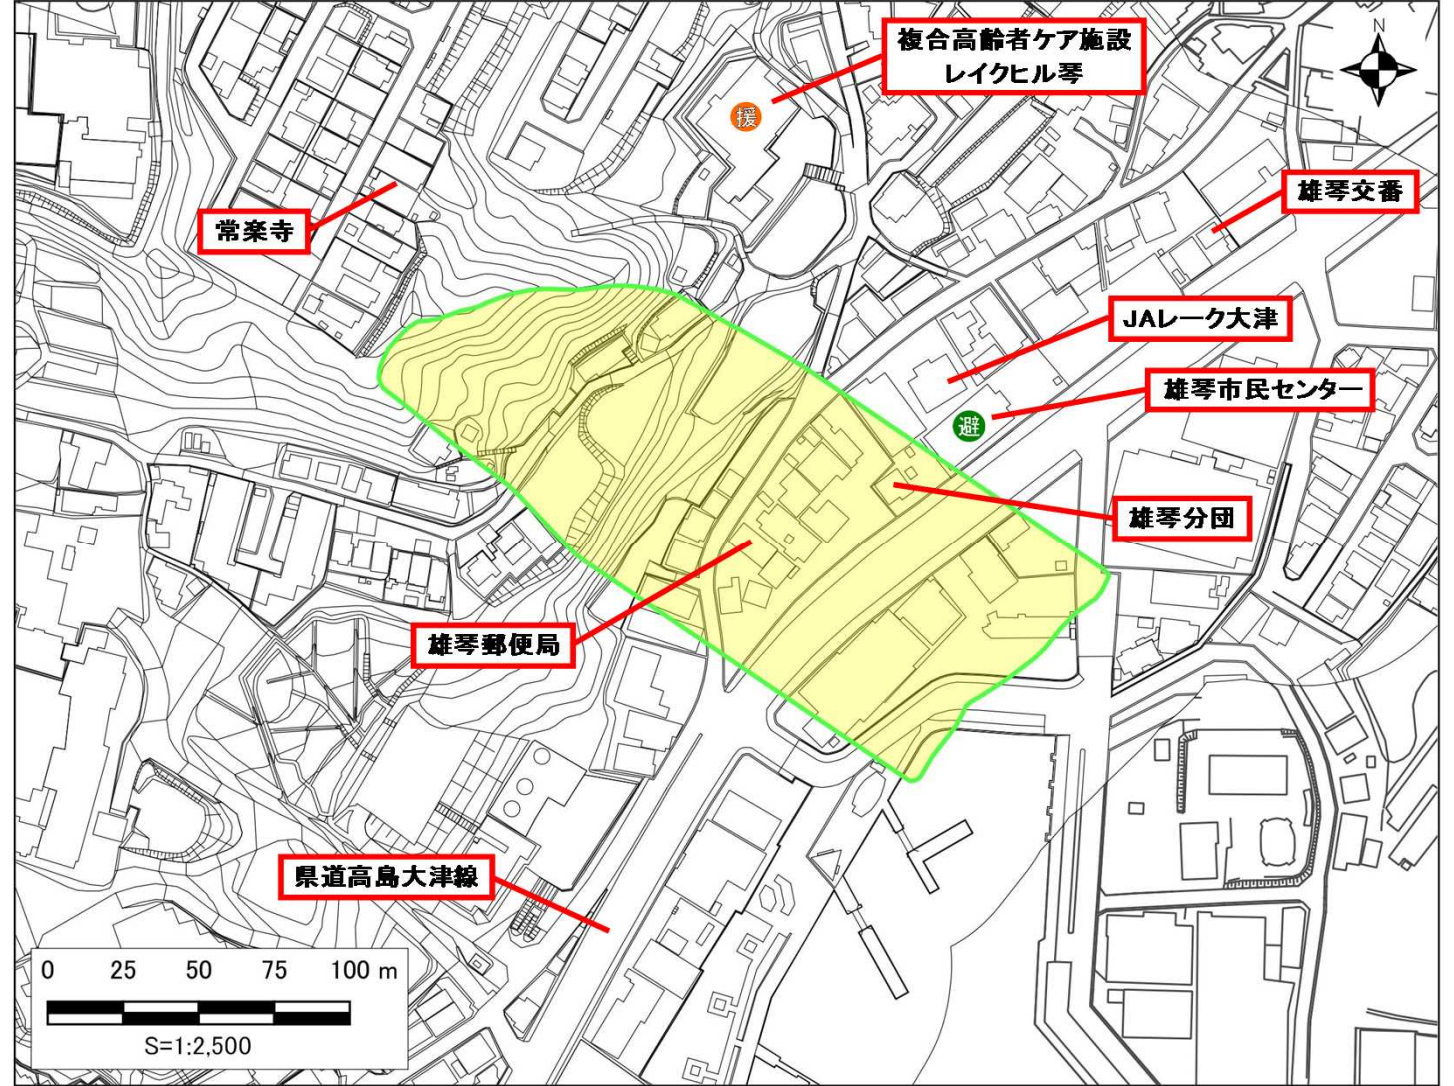 複合高齢者ケア施設
レイクヒル琴
N
援
雄琴交番
常楽寺
JAレーク大津
雄琴市民センター
避
雄琴分団
雄琴郵便局
県道高島大津線
0 25 50 75 100 m
S=1:2,500